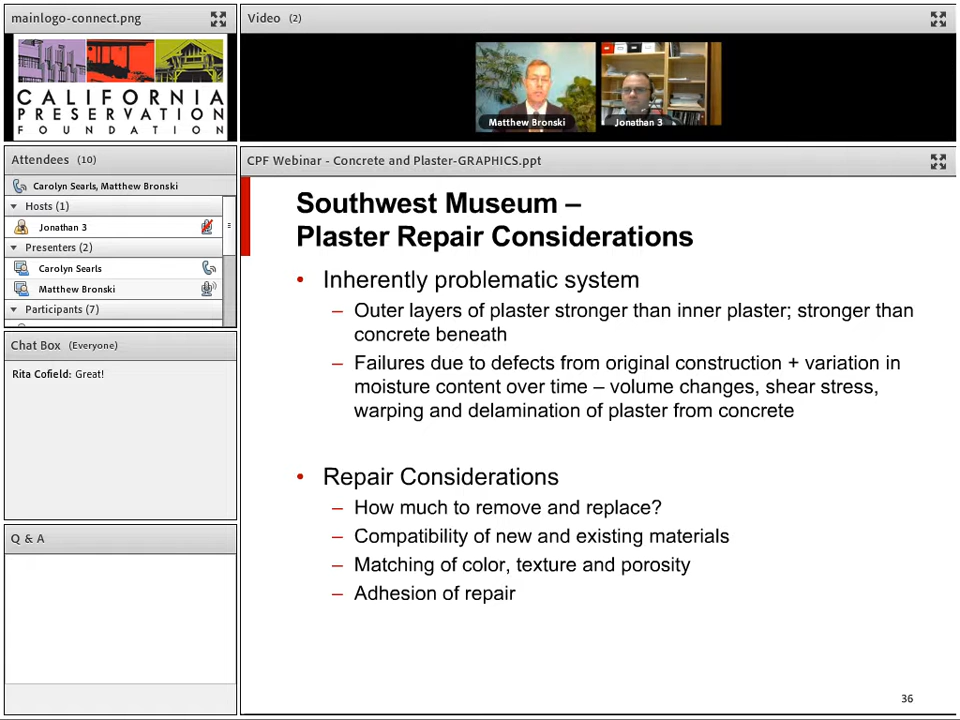 mainlogo-connect.png
CALIFORNIA
PRESERVATION
FOUNDATION
Video (2)
Matthew Bronski
Jonathan 3
Attendees (10)
Carolyn Searls, Matthew Bronski
Hosts (1)
Jonathan 3
Presenters (2)
Carolyn Searls
Matthew Bronski
Participants (7)
Chat Box (Everyone)
Rita Cofield: Great!
Q & A
CPF Webinar - Concrete and Plaster-GRAPHICS.ppt
Southwest Museum –
Plaster Repair Considerations
• Inherently problematic system
– Outer layers of plaster stronger than inner plaster; stronger than
concrete beneath
– Failures due to defects from original construction + variation in
moisture content over time – volume changes, shear stress,
warping and delamination of plaster from concrete
• Repair Considerations
– How much to remove and replace?
– Compatibility of new and existing materials
– Matching of color, texture and porosity
– Adhesion of repair
36